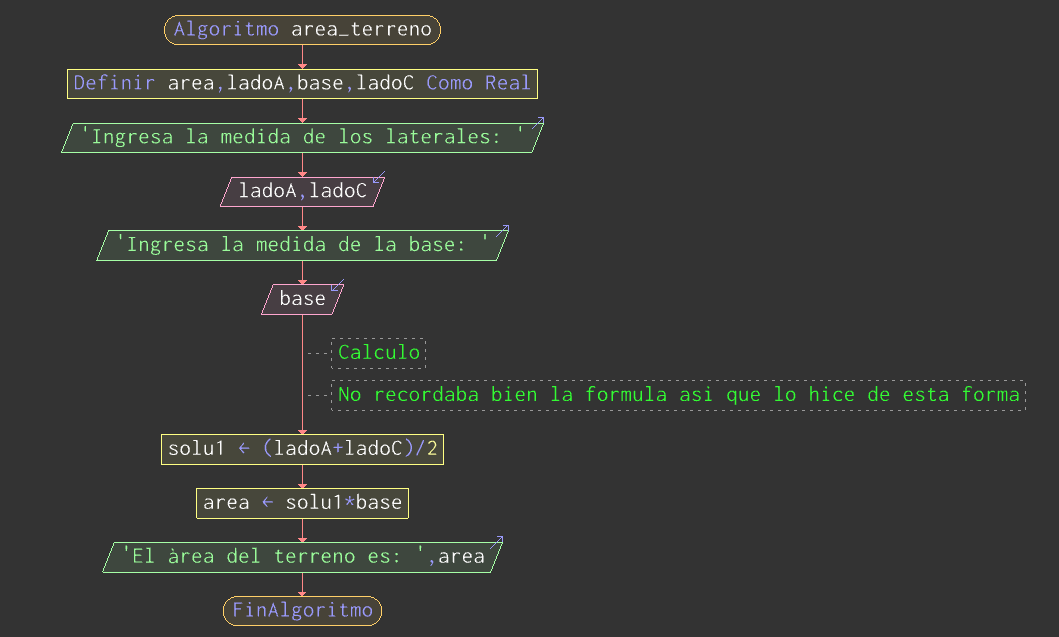 Algoritmo area_terreno
Definir area,ladoA,base,ladoC Como Real
'Ingresa la medida de los laterales: '
ladoA,ladoC
'Ingresa la medida de la base: '
base
Calculo
No recordaba bien la formula asi que lo hice de esta forma
solu1 ← (ladoA+ladoC)/2
area ← solu1*base
'El àrea del terreno es: ',area
FinAlgoritmo